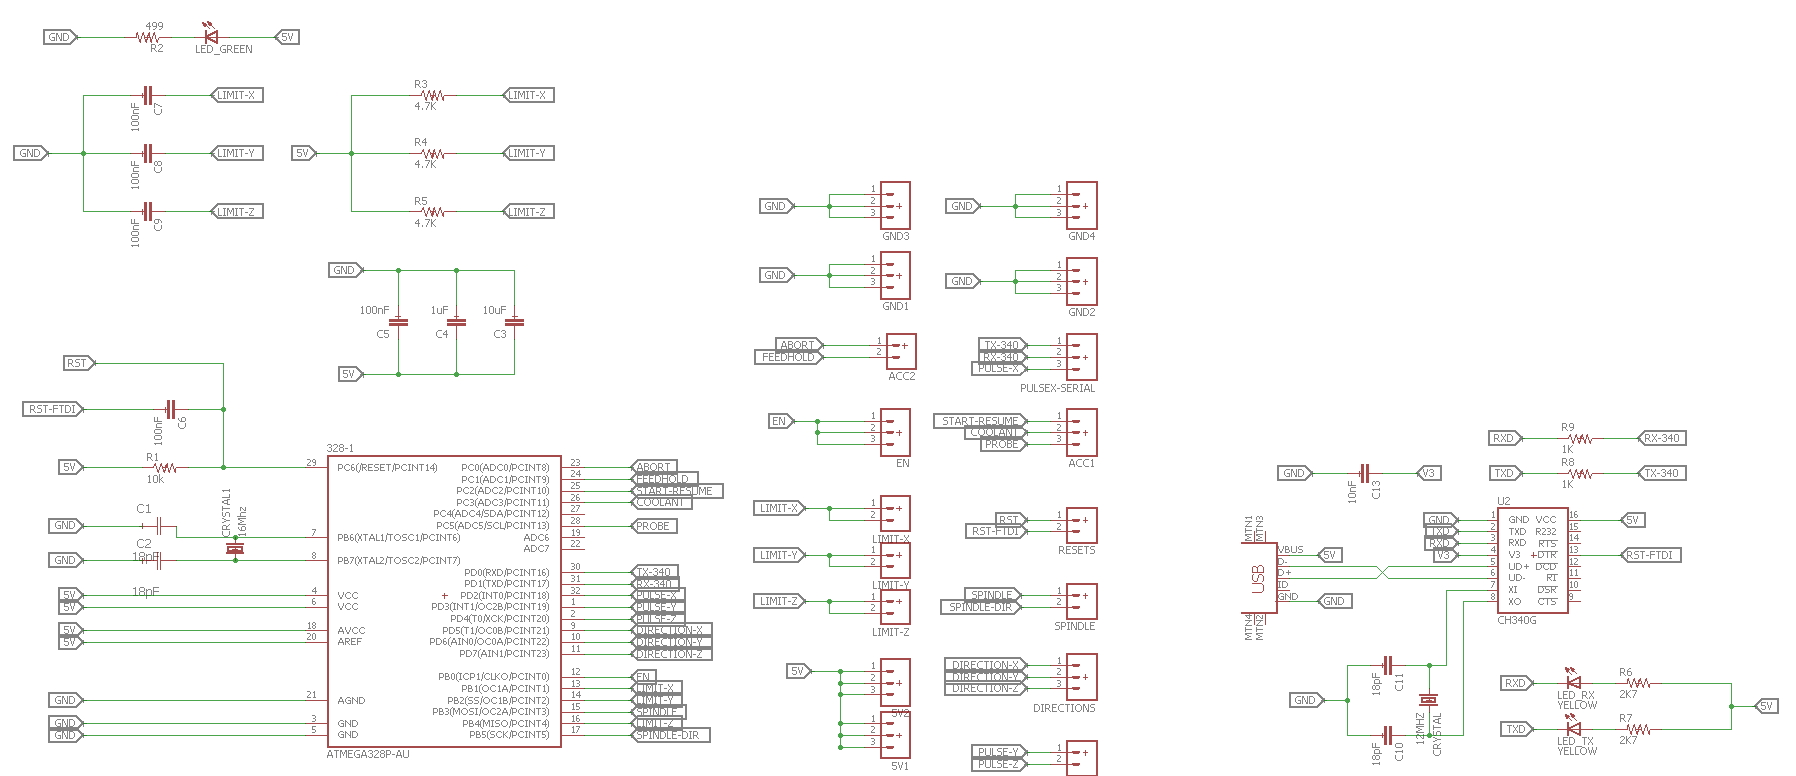 GND
499
R2
LED_GREEN
5V
GND
100nF
C7
LIMIT-X
100nF
C8
LIMIT-Y
100nF
C9
LIMIT-Z
5V
R3
4.7K
LIMIT-X
R4
4.7K
LIMIT-Y
R5
4.7K
LIMIT-Z
GND
100nF
C5
1uF
C4
10uF
C3
5V
RST
RST-FTDI
100nF
C6
5V
R1
10k
GND
C1
GND
C2
18pF
18pF
CRYSTAL1
16Mhz
5V
5V
5V
5V
GND
GND
GND
328-1
29 PC6(/RESET/PCINT14)
7 PB6(XTAL1/TOSC1/PCINT6)
8 PB7(XTAL2/TOSC2/PCINT7)
4 VCC
6 VCC
18 AVCC
20 AREF
21 AGND
3 GND
5 GND
PC0(ADC0/PCINT8) 23 ABORT
PC1(ADC1/PCINT9) 24 FEEDHOLD
PC2(ADC2/PCINT10) 25 START-RESUME
PC3(ADC3/PCINT11) 26 COOLANT
PC4(ADC4/SDA/PCINT12) 27
PC5(ADC5/SCL/PCINT13) 28 PROBE
ADC6 19
ADC7 22
PD0(RXD/PCINT16) 30 TX-340
PD1(TXD/PCINT17) 31 RX-340
PD2(INT0/PCINT18) 32 PULSE-X
PD3(INT1/OC2B/PCINT19) 1 PULSE-Y
PD4(T0/XCK/PCINT20) 2 PULSE-Z
PD5(T1/OC0B/PCINT21) 9 DIRECTION-X
PD6(AIN0/OC0A/PCINT22) 10 DIRECTION-Y
PD7(AIN1/PCINT23) 11 DIRECTION-Z
PB0(ICP1/CLKO/PCINT0) 12 EN
PB1(OC1A/PCINT1) 13 LIMIT-X
PB2(SS/OC1B/PCINT2) 14 LIMIT-Y
PB3(MOSI/OC2A/PCINT3) 15 SPINDLE
PB4(MISO/PCINT4) 16 LIMIT-Z
PB5(SCK/PCINT5) 17 SPINDLE-DIR
ATMEGA328P-AU
GND
1
2
3
GND3
GND
1
2
3
GND4
GND
1
2
3
GND1
GND
1
2
3
GND2
ABORT 1
FEEDHOLD 2
ACC2
TX-340 1
RX-340 2
PULSE-X 3
PULSEX-SERIAL
EN
1
2
3
EN
START-RESUME 1
COOLANT 2
PROBE 3
ACC1
LIMIT-X
1
2
LIMIT-X
RST 1
RST-FTDI 2
RESETS
LIMIT-Y
1
2
LIMIT-Y
LIMIT-Z
1
2
LIMIT-Z
SPINDLE 1
SPINDLE-DIR 2
SPINDLE
5V
1
2
3
5V2
1
2
3
5V1
DIRECTION-X 1
DIRECTION-Y 2
DIRECTION-Z 3
DIRECTIONS
PULSE-Y 1
PULSE-Z 2
RXD
R9
1K
RX-340
TXD
R8
1K
TX-340
GND
10nF
C13
V3
U2
GND 1 GND
TXD 2 TXD
RXD 3 RXD
V3 4 V3
5 UD+
6 UD-
7 XI
8 XO
VCC 16 5V
R232 15
RTS 14
+DTR 13 RST-FTDI
DCD 12
RT 11
DSR 10
CTS 9
CH340G
MTN1
MTN3
USB
MTN4
MTN2
VBUS
D-
D+
ID
GND
5V
GND
GND
18pF
C11
18pF
C10
12MHZ
CRYSTAL
RXD
LED_RX
YELLOW
R6
2K7
TXD
LED_TX
YELLOW
R7
2K7
5V